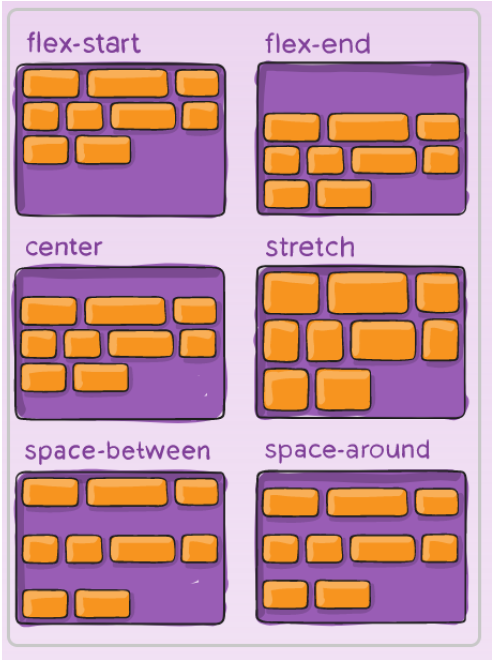 flex-start
flex-end
center
stretch
space-between
space-around